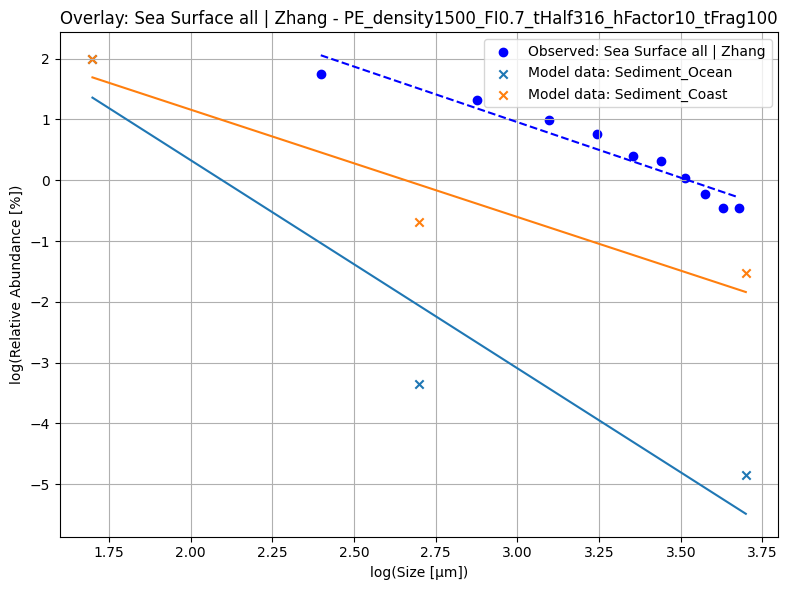 Overlay: Sea Surface all | Zhang - PE_density1500_FI0.7_tHalf316_hFactor10_tFrag100
Observed: Sea Surface all | Zhang
Model data: Sediment_Ocean
Model data: Sediment_Coast
log(Relative Abundance [%])
2
1
0
−1
−2
−3
−4
−5
1.75 2.00 2.25 2.50 2.75 3.00 3.25 3.50 3.75
log(Size [μm])